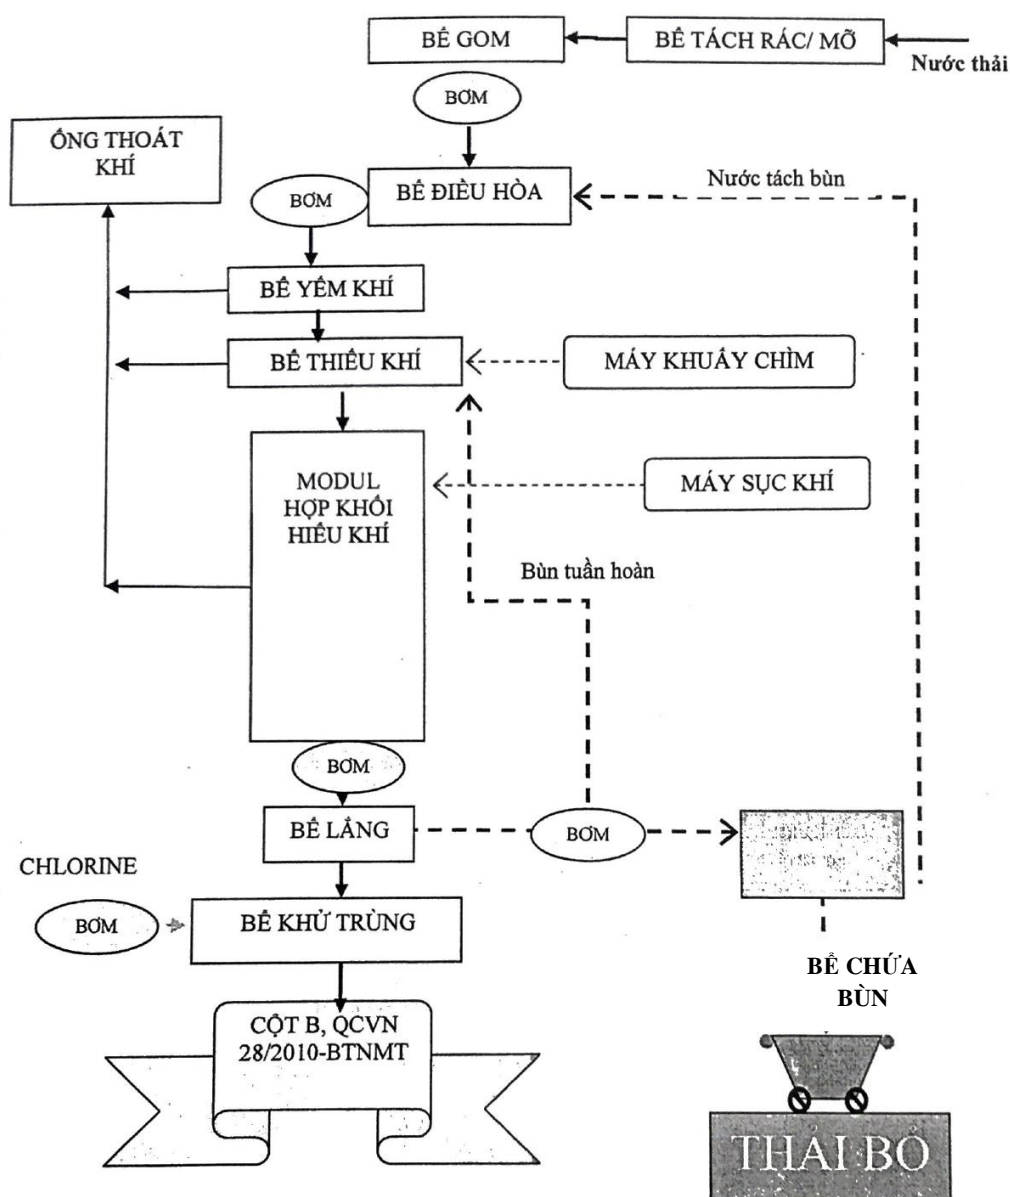 BỂ GOM
BỂ TÁCH RÁC/ MỠ
Nước thải
BƠM
ỐNG THOÁT
KHÍ
BƠM
BỂ ĐIỀU HÒA
Nước tách bùn
BỂ YẾM KHÍ
BỂ THIẾU KHÍ
MÁY KHUẤY CHÌM
MODUL
HỢP KHỐI
HIẾU KHÍ
MÁY SỤC KHÍ
Bùn tuần hoàn
BƠM
BỂ LẮNG
BƠM
CHLORINE
BƠM
BỂ KHỬ TRÙNG
BỂ CHỨA
BÙN
CỘT B, QCVN
28/2010-BTNMT
THẢI BỎ